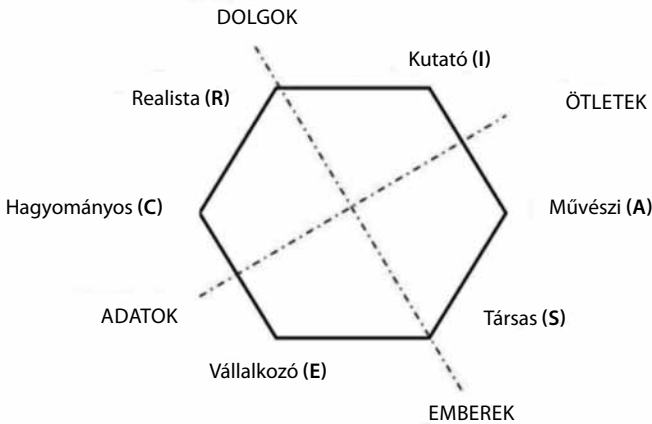 DOLGOK
Kutató (I)
Realista (R)
ÖTLETEK
Hagyományos (C)
Művészi (A)
ADATOK
Társas (S)
Vállalkozó (E)
EMBEREK